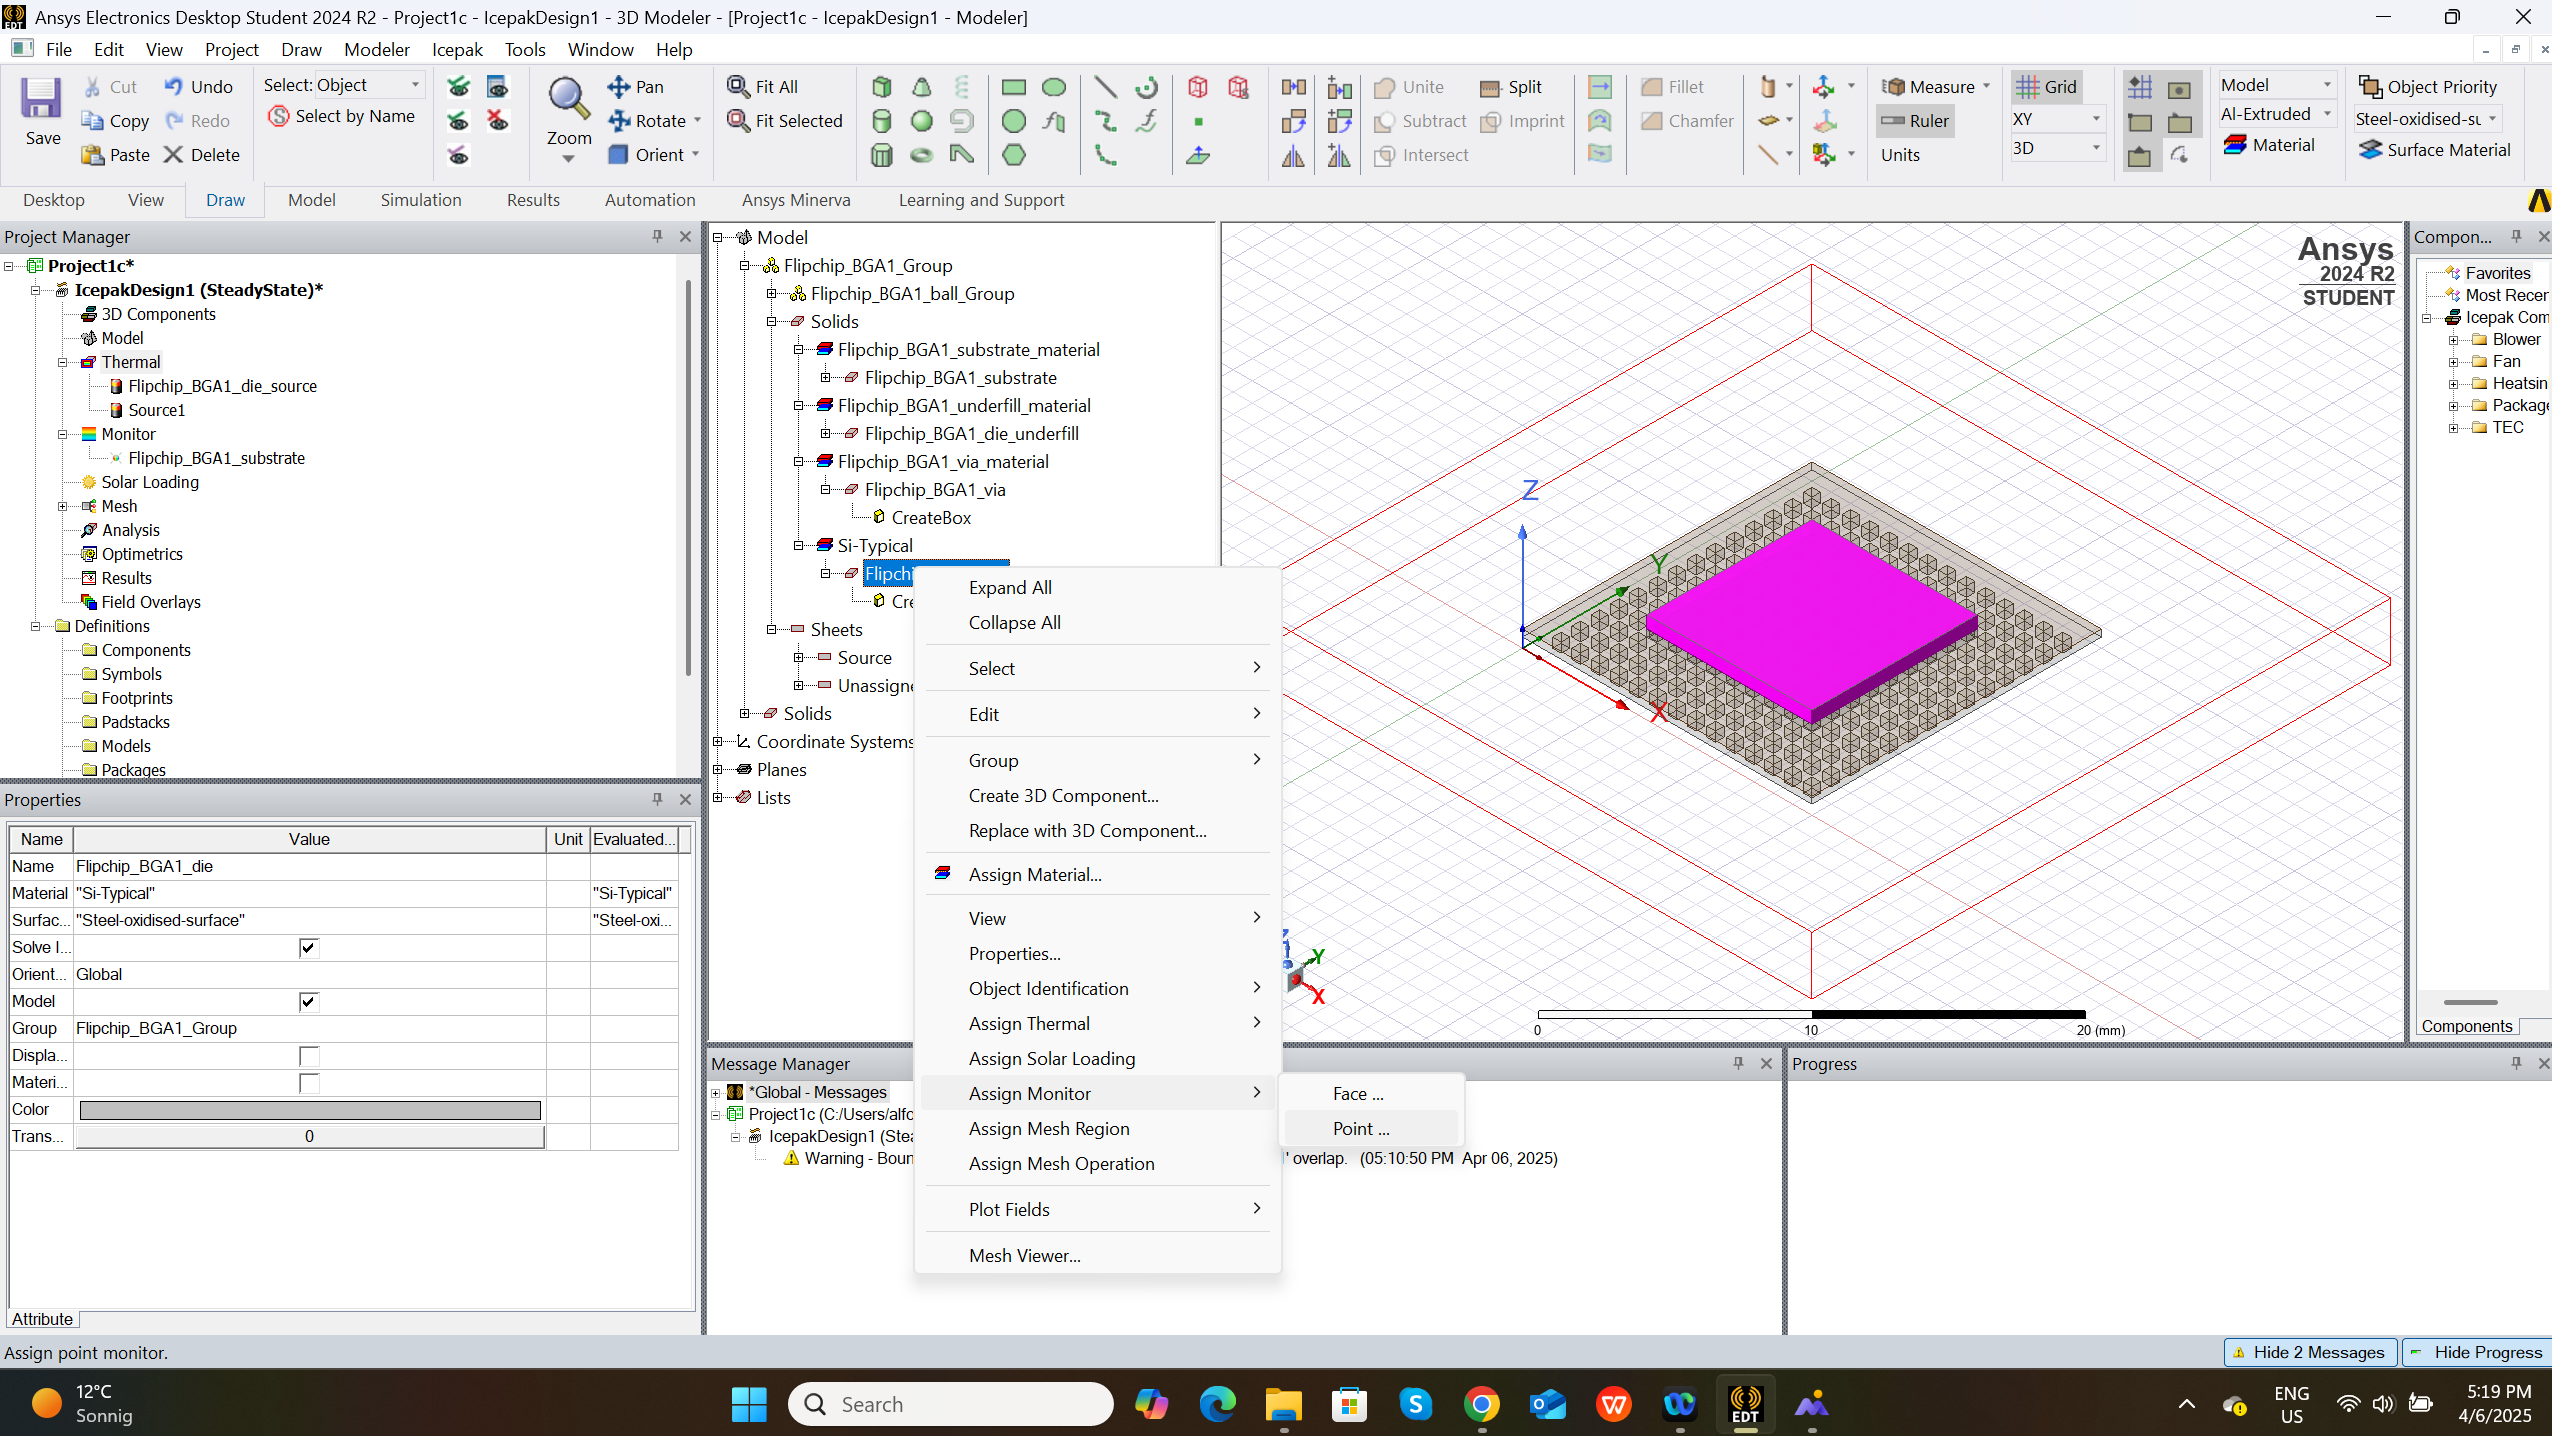 Ansys Electronics Desktop Student 2024 R2 - Project1c - IcepakDesign1 - 3D Modeler - [Project1c - IcepakDesign1 - Modeler]
File Edit View Project Draw Modeler Icepak Tools Window Help
Save
Cut
Copy
Paste
Undo
Redo
Delete
Select: Object
Select by Name
Zoom
Pan
Rotate
Orient
Fit All
Fit Selected
Unite
Subtract
Intersect
Split
Imprint
Fillet
Chamfer
Measure
Ruler
Units
Grid
XY
3D
Model
Al-Extruded
Material
Object Priority
Steel-oxidised-su
Surface Material
Desktop View Draw Model Simulation Results Automation Ansys Minerva Learning and Support
Project Manager
Project1c*
IcepakDesign1 (SteadyState)*
3D Components
Model
Thermal
Flipchip_BGA1_die_source
Source1
Monitor
Flipchip_BGA1_substrate
Solar Loading
Mesh
Analysis
Optimetrics
Results
Field Overlays
Definitions
Components
Symbols
Footprints
Padstacks
Models
Packages
Properties
Name Value Unit Evaluated...
Name Flipchip_BGA1_die
Material "Si-Typical" "Si-Typical"
Surfac... "Steel-oxidised-surface" "Steel-oxi...
Solve I...
Orient... Global
Model
Group Flipchip_BGA1_Group
Displa...
Materi...
Color
Trans... 0
Attribute
Model
Flipchip_BGA1_Group
Flipchip_BGA1_ball_Group
Solids
Flipchip_BGA1_substrate_material
Flipchip_BGA1_substrate
Flipchip_BGA1_underfill_material
Flipchip_BGA1_die_underfill
Flipchip_BGA1_via_material
Flipchip_BGA1_via
CreateBox
Si-Typical
Flipchi
Cre
Sheets
Source
Unassigne
Solids
Coordinate Systems
Planes
Lists
Expand All
Collapse All
Select
Edit
Group
Create 3D Component...
Replace with 3D Component...
Assign Material...
View
Properties...
Object Identification
Assign Thermal
Assign Solar Loading
Assign Monitor
Assign Mesh Region
Assign Mesh Operation
Plot Fields
Mesh Viewer...
Face ...
Point ...
Ansys
2024 R2
STUDENT
Z
Y
X
Z
Y
X
0 10 20 (mm)
Compon...
Favorites
Most Recen
Icepak Com
Blower
Fan
Heatsin
Package
TEC
Components
Message Manager
*Global - Messages
Project1c (C:/Users/alfo
IcepakDesign1 (Stea
Warning - Boun
' overlap. (05:10:50 PM Apr 06, 2025)
Progress
Assign point monitor.
Hide 2 Messages
Hide Progress
12°C
Sonnig
Search
EDT
ENG
US
5:19 PM
4/6/2025